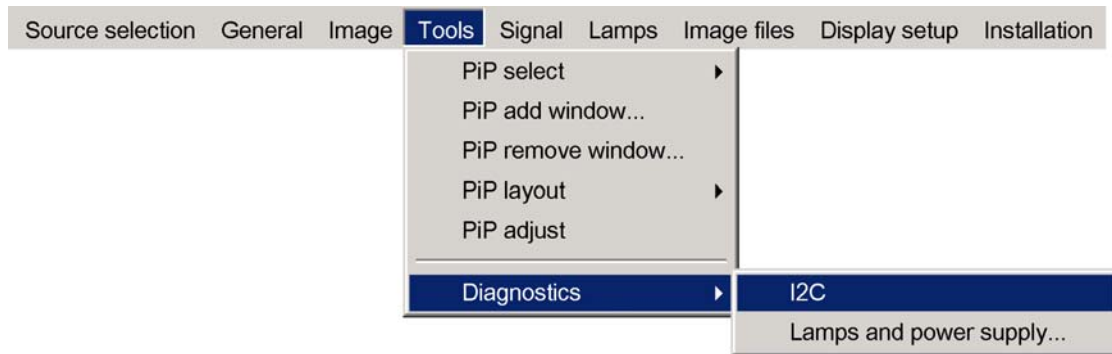 Source selection General Image Tools Signal Lamps Image files Display setup Installation
PiP select
PiP add window...
PiP remove window...
PiP layout
PiP adjust
Diagnostics
I2C
Lamps and power supply...